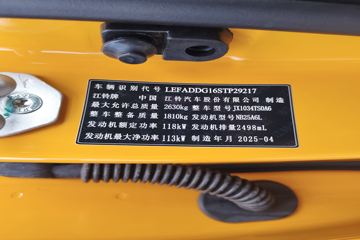 车辆识别代号 LEFADDG16STP29217
江铃牌 中国 江铃汽车股份有限公司 制造
最大允许总质量 2630kg 整车型号 JX1034TSDA6
整车整备质量 1810kg 发动机型号 NB25A6L
发动机额定功率 118kW 发动机排量 2498mL
发动机最大净功率 113kW 制造年月 2025-04